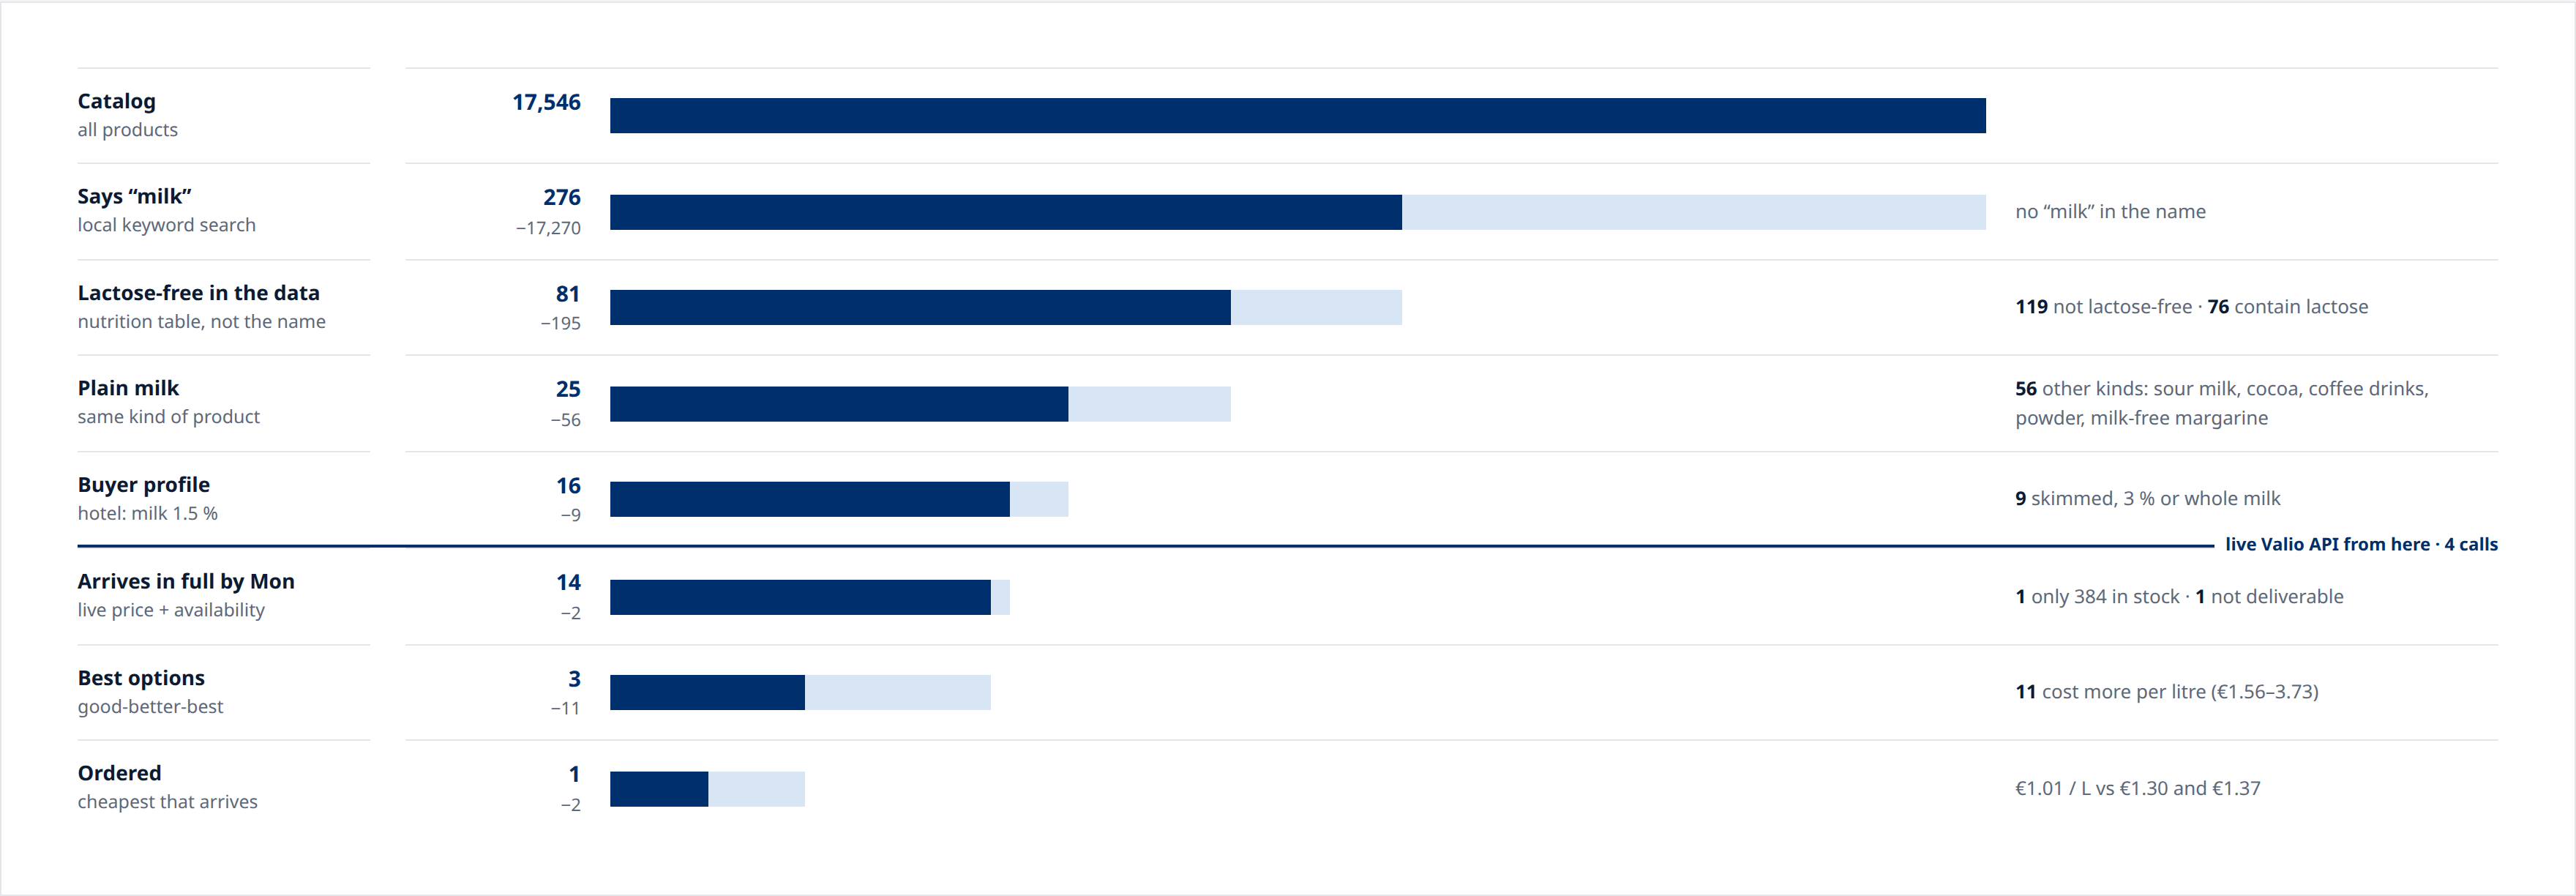 Catalog
all products
17,546
Says “milk”
local keyword search
276
−17,270
no “milk” in the name
Lactose-free in the data
nutrition table, not the name
81
−195
119 not lactose-free · 76 contain lactose
Plain milk
same kind of product
25
−56
56 other kinds: sour milk, cocoa, coffee drinks,
powder, milk-free margarine
Buyer profile
hotel: milk 1.5 %
16
−9
9 skimmed, 3 % or whole milk
live Valio API from here · 4 calls
Arrives in full by Mon
live price + availability
14
−2
1 only 384 in stock · 1 not deliverable
Best options
good-better-best
3
−11
11 cost more per litre (€1.56–3.73)
Ordered
cheapest that arrives
1
−2
€1.01 / L vs €1.30 and €1.37